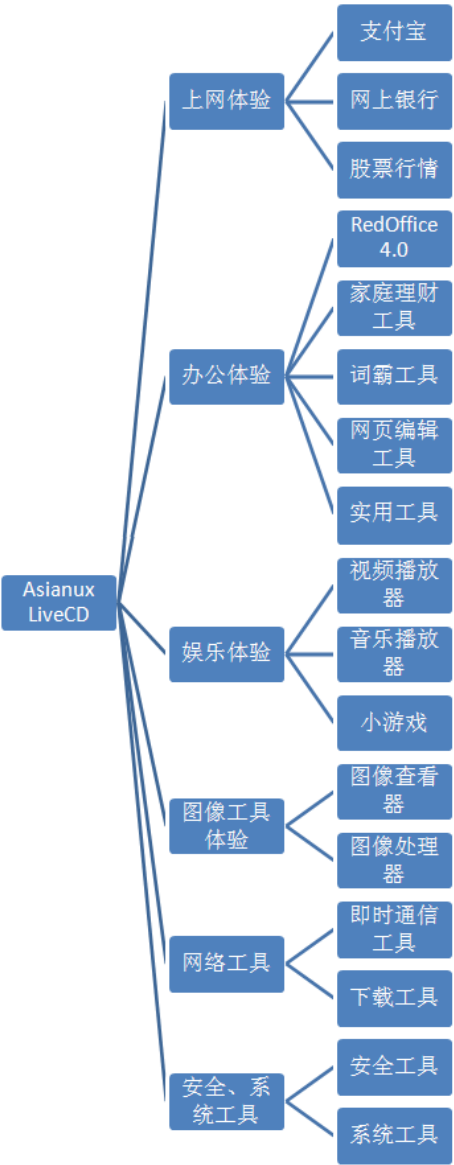 Asianux
LiveCD
上网体验
支付宝
网上银行
股票行情
办公体验
RedOffice
4.0
家庭理财
工具
词霸工具
网页编辑
工具
实用工具
娱乐体验
视频播放
器
音乐播放
器
小游戏
图像工具
体验
图像查看
器
图像处理
器
网络工具
即时通信
工具
下载工具
安全、系
统工具
安全工具
系统工具